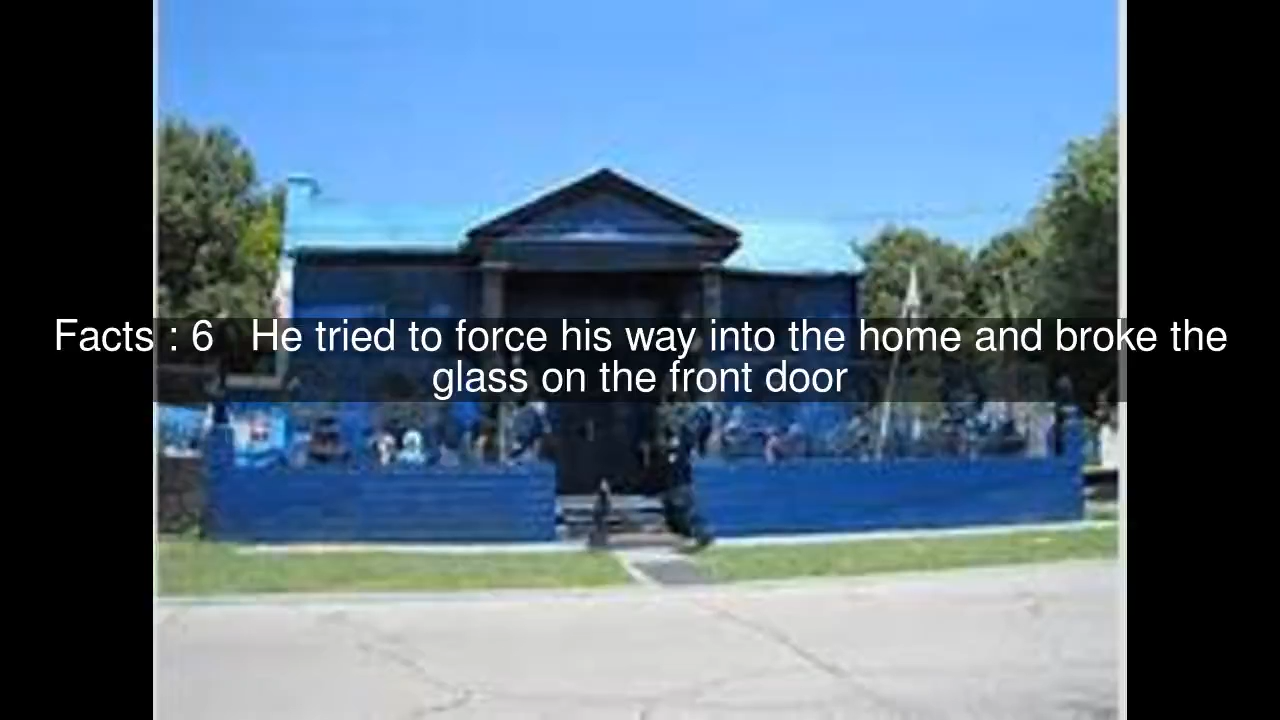 Facts : 6   He tried to force his way into the home and broke the
glass on the front door